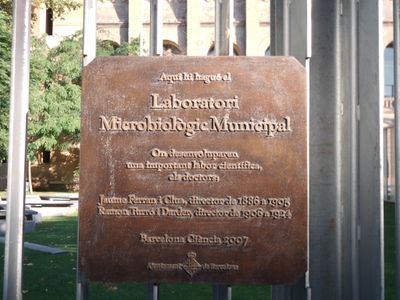 Aquí hi hagué el
Laboratori
Microbiològic Municipal
On desenvoluparen
una important labor científica,
els doctors:
Jaume Ferran i Clua, director de 1886 a 1905
Ramon Turró i Darder, director de 1906 a 1924
Barcelona Ciència 2007
Ajuntament de Barcelona